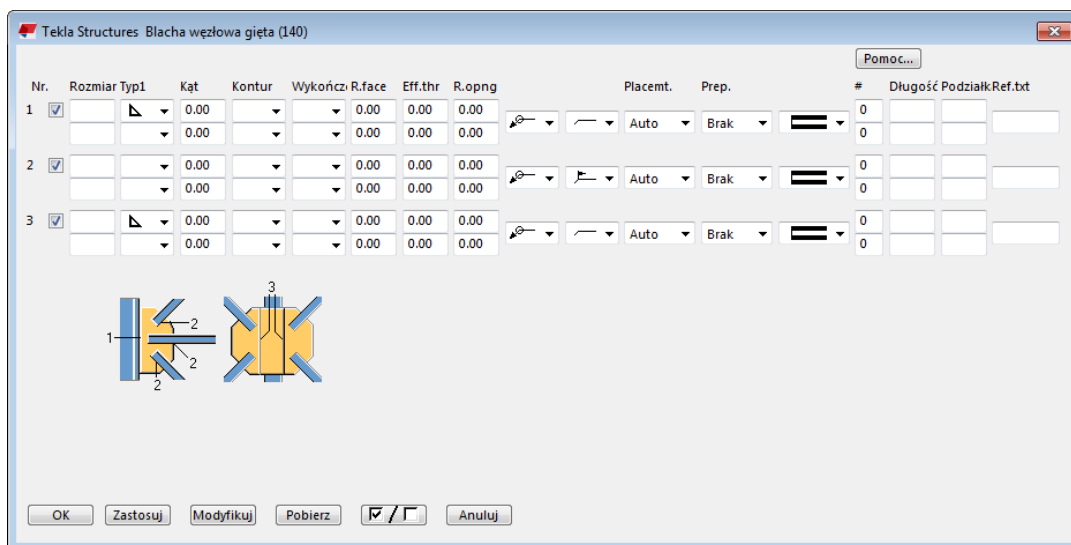 Tekla Structures Blacha węzłowa gięta (140)
Pomoc...
Nr. Rozmiar Typ1 Kąt Kontur Wykończ R.face Eff.thr R.opng Placemt. Prep. # Długość Podziałk Ref.txt
1 0.00 0.00 0.00 0.00 Auto Brak 0
0.00 0.00 0.00 0.00 0
2 0.00 0.00 0.00 0.00 Auto Brak 0
0.00 0.00 0.00 0.00 0
3 0.00 0.00 0.00 0.00 Auto Brak 0
0.00 0.00 0.00 0.00 0
3
2
1
2
2
OK Zastosuj Modyfikuj Pobierz / Anuluj